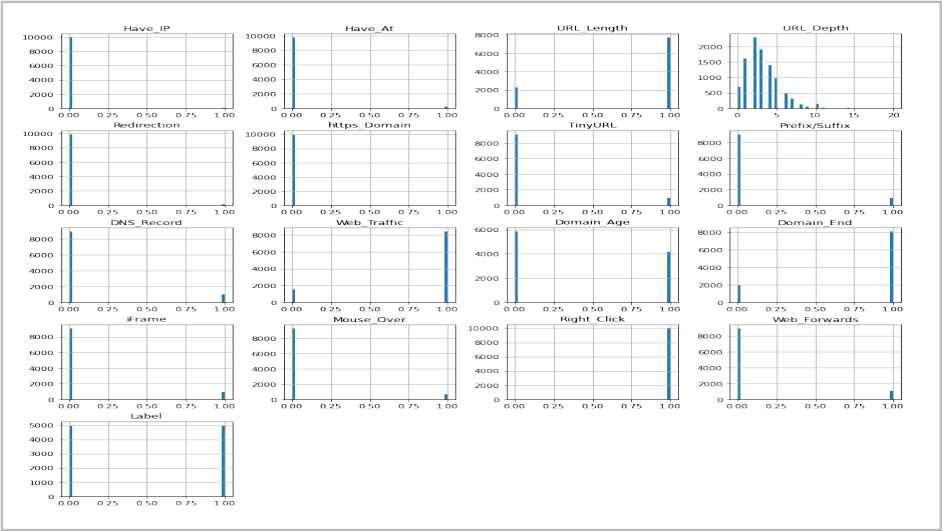 Have_IP Have_At URL_Length URL_Depth
10000 10000 8000 2000
8000 8000 6000 1500
6000 6000 4000 1000
4000 4000 2000 500
2000 2000 0 0
0 0
0.00 0.25 0.50 0.75 1.00 0.00 0.25 0.50 0.75 1.00 0.00 0.25 0.50 0.75 1.00 0 5 10 15 20
Redirection https_Domain TinyURL Prefix/Suffix
10000 10000 8000 8000
8000 8000 6000 6000
6000 6000 4000 4000
4000 4000 2000 2000
2000 2000 0 0
0 0
0.00 0.25 0.50 0.75 1.00 0.00 0.25 0.50 0.75 1.00 0.00 0.25 0.50 0.75 1.00 0.00 0.25 0.50 0.75 1.00
DNS_Record Web_Traffic Domain_Age Domain_End
8000 8000 6000 8000
6000 6000 4000 6000
4000 4000 2000 4000
2000 2000 0 2000
0 0 0
0.00 0.25 0.50 0.75 1.00 0.00 0.25 0.50 0.75 1.00 0.00 0.25 0.50 0.75 1.00 0.00 0.25 0.50 0.75 1.00
iFrame Mouse_Over Right_Click Web_Forwards
8000 8000 10000 8000
6000 6000 8000 6000
4000 4000 6000 4000
2000 2000 4000 2000
0 0 2000 0
0
0.00 0.25 0.50 0.75 1.00 0.00 0.25 0.50 0.75 1.00 0.00 0.25 0.50 0.75 1.00 0.00 0.25 0.50 0.75 1.00
Label
5000
4000
3000
2000
1000
0
0.00 0.25 0.50 0.75 1.00